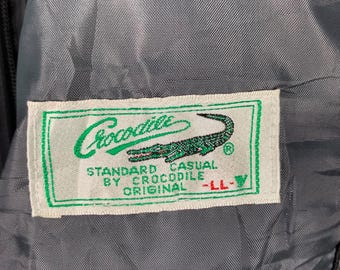 Crocodile
®
STANDARD CASUAL
BY CROCODILE
ORIGINAL -LL-